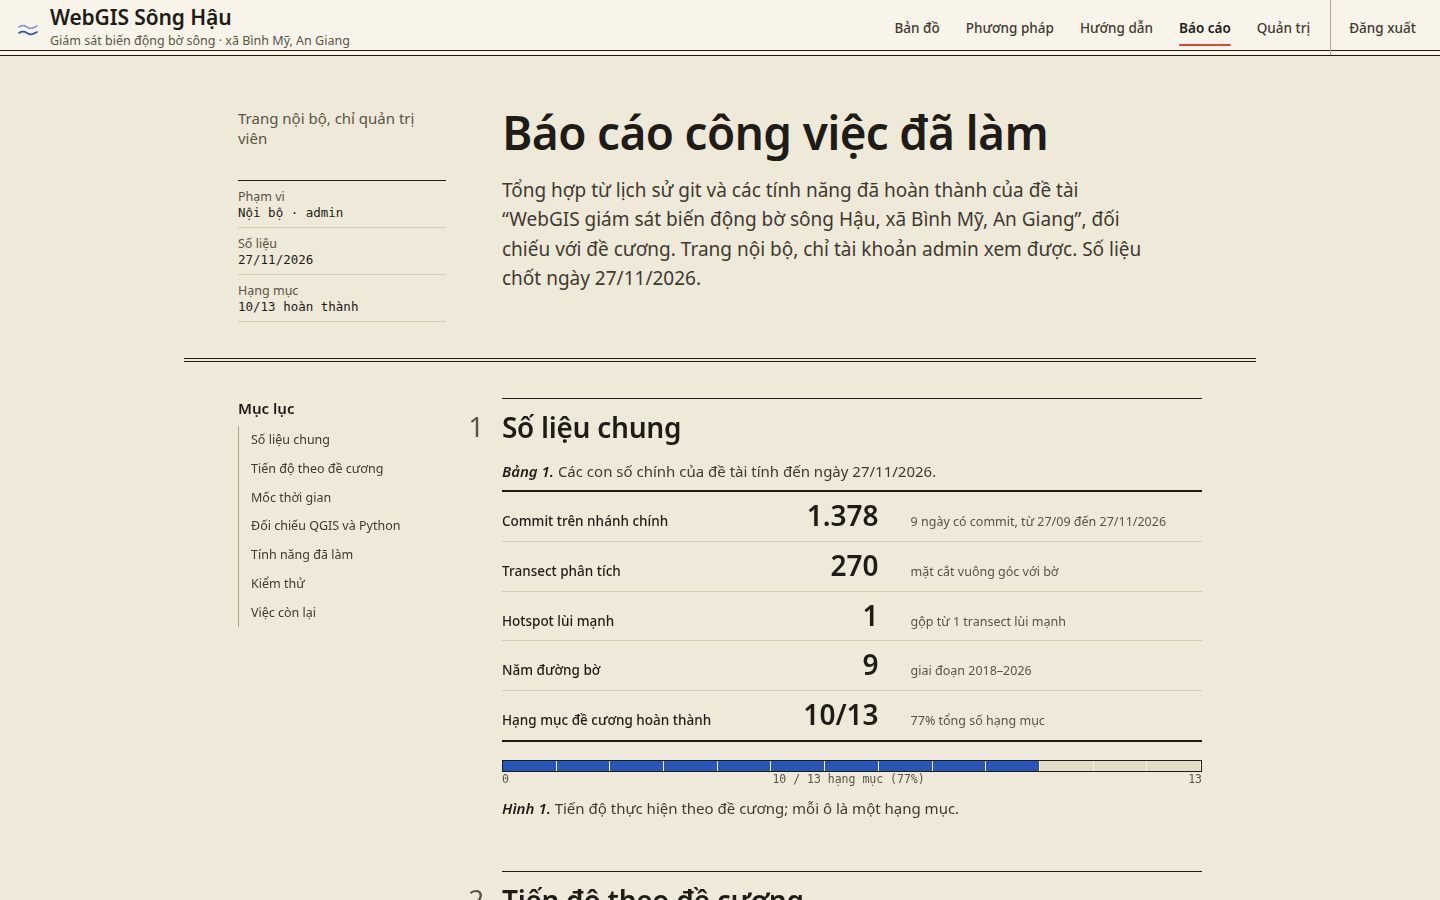 WebGIS Sông Hậu
Giám sát biến động bờ sông · xã Bình Mỹ, An Giang
Bản đồ
Phương pháp
Hướng dẫn
Báo cáo
Quản trị
Đăng xuất
Trang nội bộ, chỉ quản trị
viên
Phạm vi
Nội bộ · admin
Số liệu
27/11/2026
Hạng mục
10/13 hoàn thành
Báo cáo công việc đã làm
Tổng hợp từ lịch sử git và các tính năng đã hoàn thành của đề tài
“WebGIS giám sát biến động bờ sông Hậu, xã Bình Mỹ, An Giang”, đối
chiếu với đề cương. Trang nội bộ, chỉ tài khoản admin xem được. Số liệu
chốt ngày 27/11/2026.
Mục lục
Số liệu chung
Tiến độ theo đề cương
Mốc thời gian
Đối chiếu QGIS và Python
Tính năng đã làm
Kiểm thử
Việc còn lại
1 Số liệu chung
Bảng 1. Các con số chính của đề tài tính đến ngày 27/11/2026.
Commit trên nhánh chính 1.378 9 ngày có commit, từ 27/09 đến 27/11/2026
Transect phân tích 270 mặt cắt vuông góc với bờ
Hotspot lùi mạnh 1 gộp từ 1 transect lùi mạnh
Năm đường bờ 9 giai đoạn 2018–2026
Hạng mục đề cương hoàn thành 10/13 77% tổng số hạng mục
0 10 / 13 hạng mục (77%) 13
Hình 1. Tiến độ thực hiện theo đề cương; mỗi ô là một hạng mục.
2 Tiến độ theo đề cương